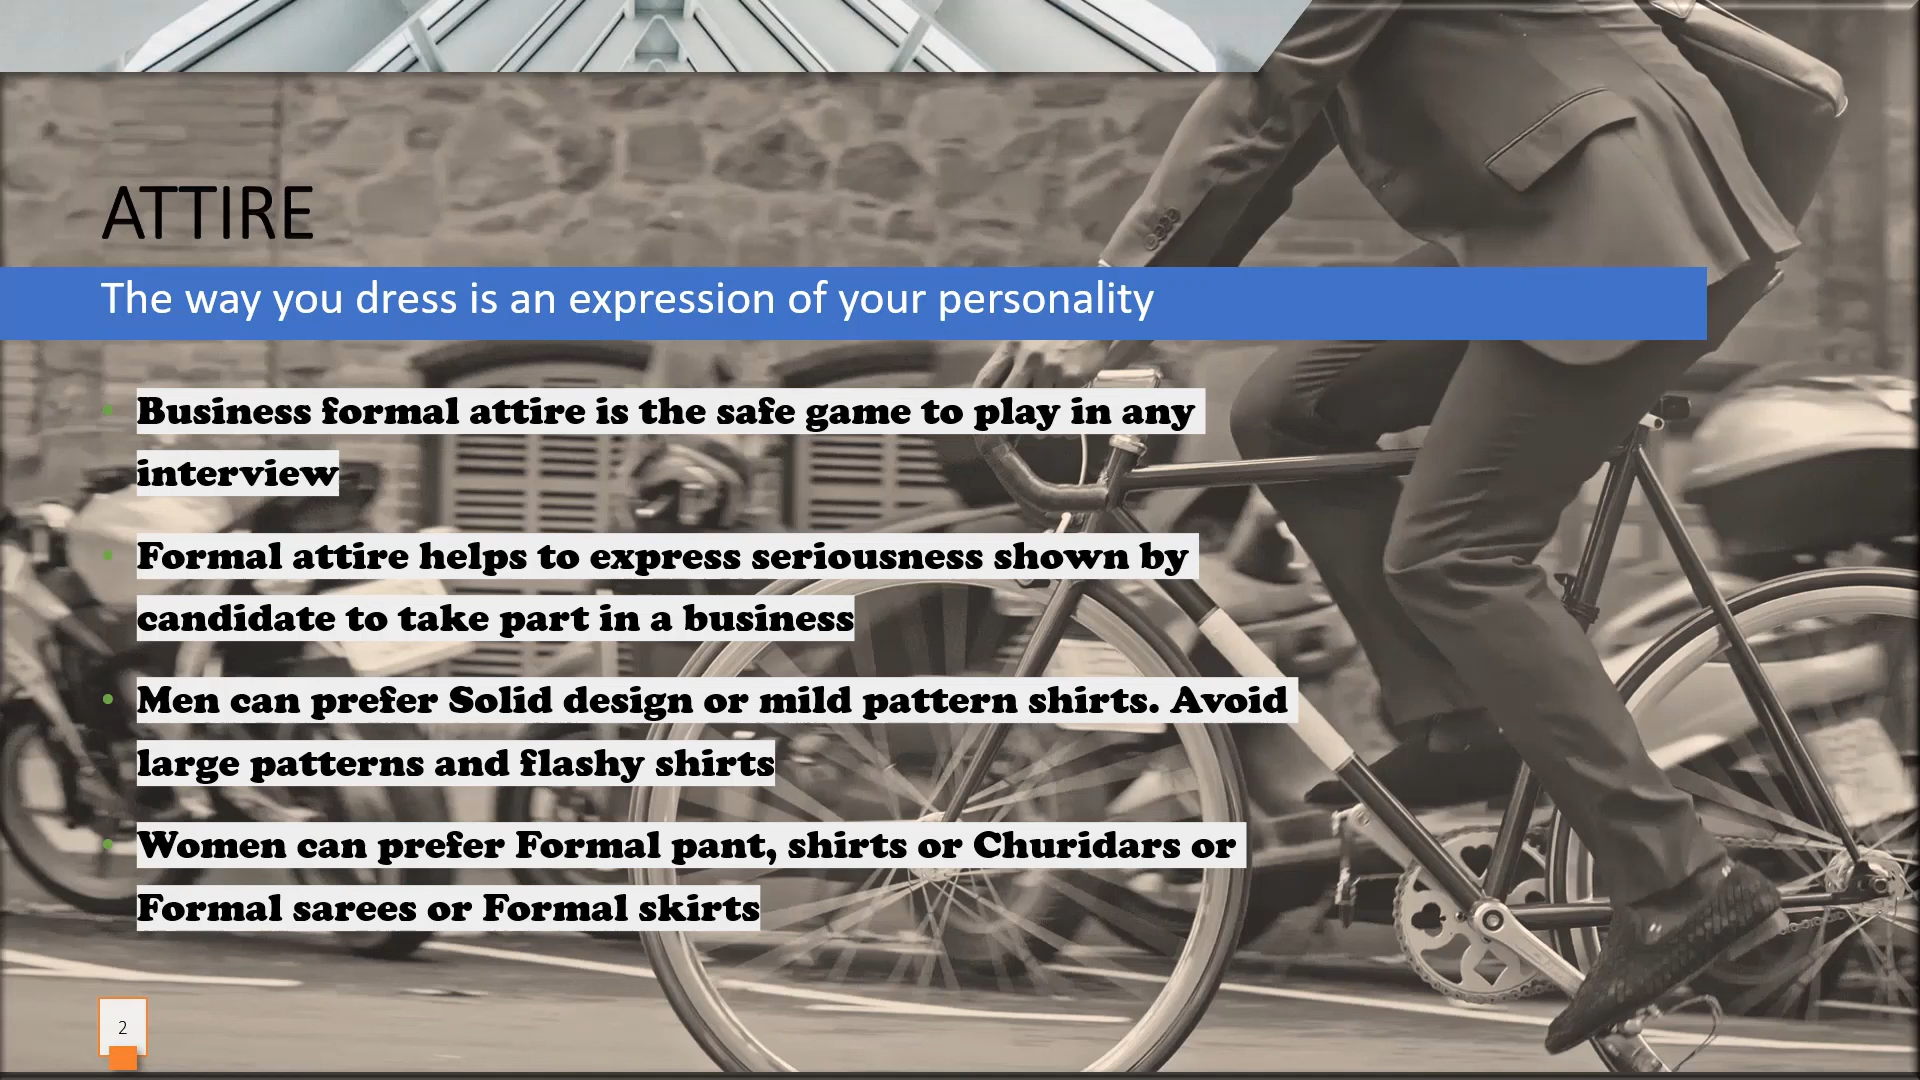 ATTIRE
The way you dress is an expression of your personality
Business formal attire is the safe game to play in any
interview
Formal attire helps to express seriousness shown by
candidate to take part in a business
Men can prefer Solid design or mild pattern shirts. Avoid
large patterns and flashy shirts
Women can prefer Formal pant, shirts or Churidars or
Formal sarees or Formal skirts
2